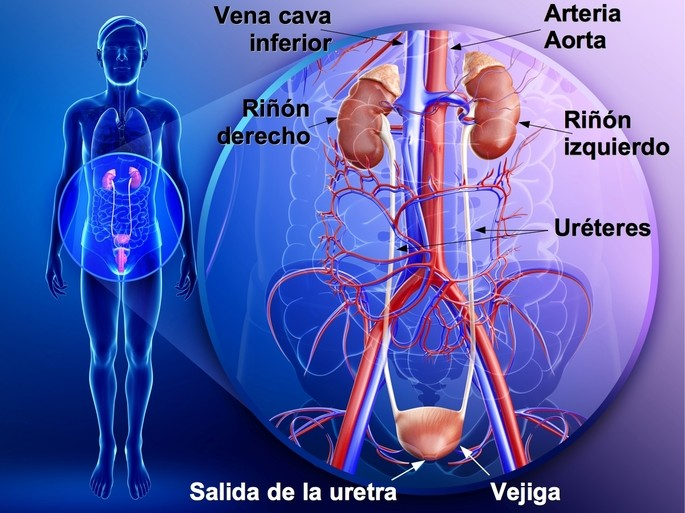 Vena cava
inferior
Arteria
Aorta
Riñón
derecho
Riñón
izquierdo
Uréteres
Salida de la uretra
Vejiga